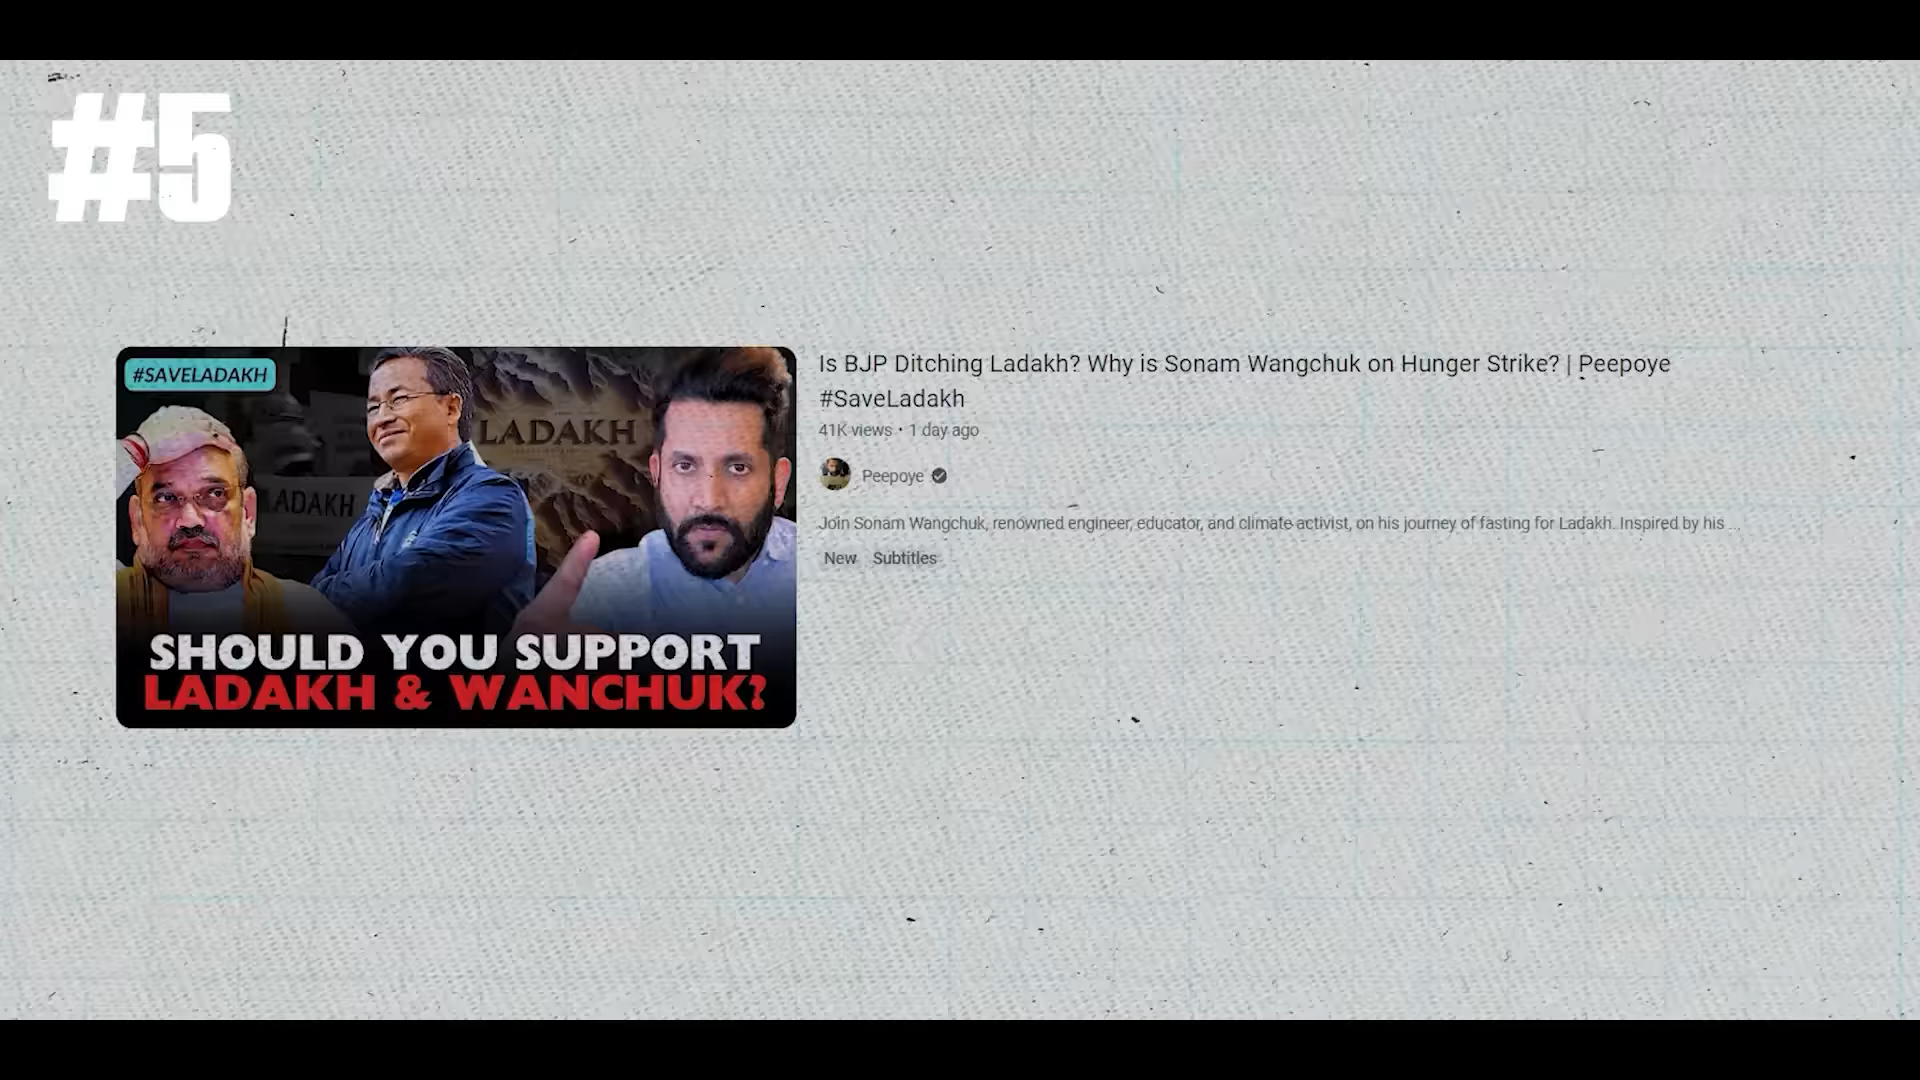 #5
#SAVELADAKH
LADAKH
ADAKH
SHOULD YOU SUPPORT
LADAKH & WANCHUK?
Is BJP Ditching Ladakh? Why is Sonam Wangchuk on Hunger Strike? | Peepoye
#SaveLadakh
41K views • 1 day ago
Peepoye
Join Sonam Wangchuk, renowned engineer, educator, and climate activist, on his journey of fasting for Ladakh. Inspired by his ...
New Subtitles